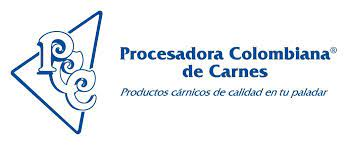 PCC
Procesadora Colombiana®
de Carnes
Productos cárnicos de calidad en tu paladar